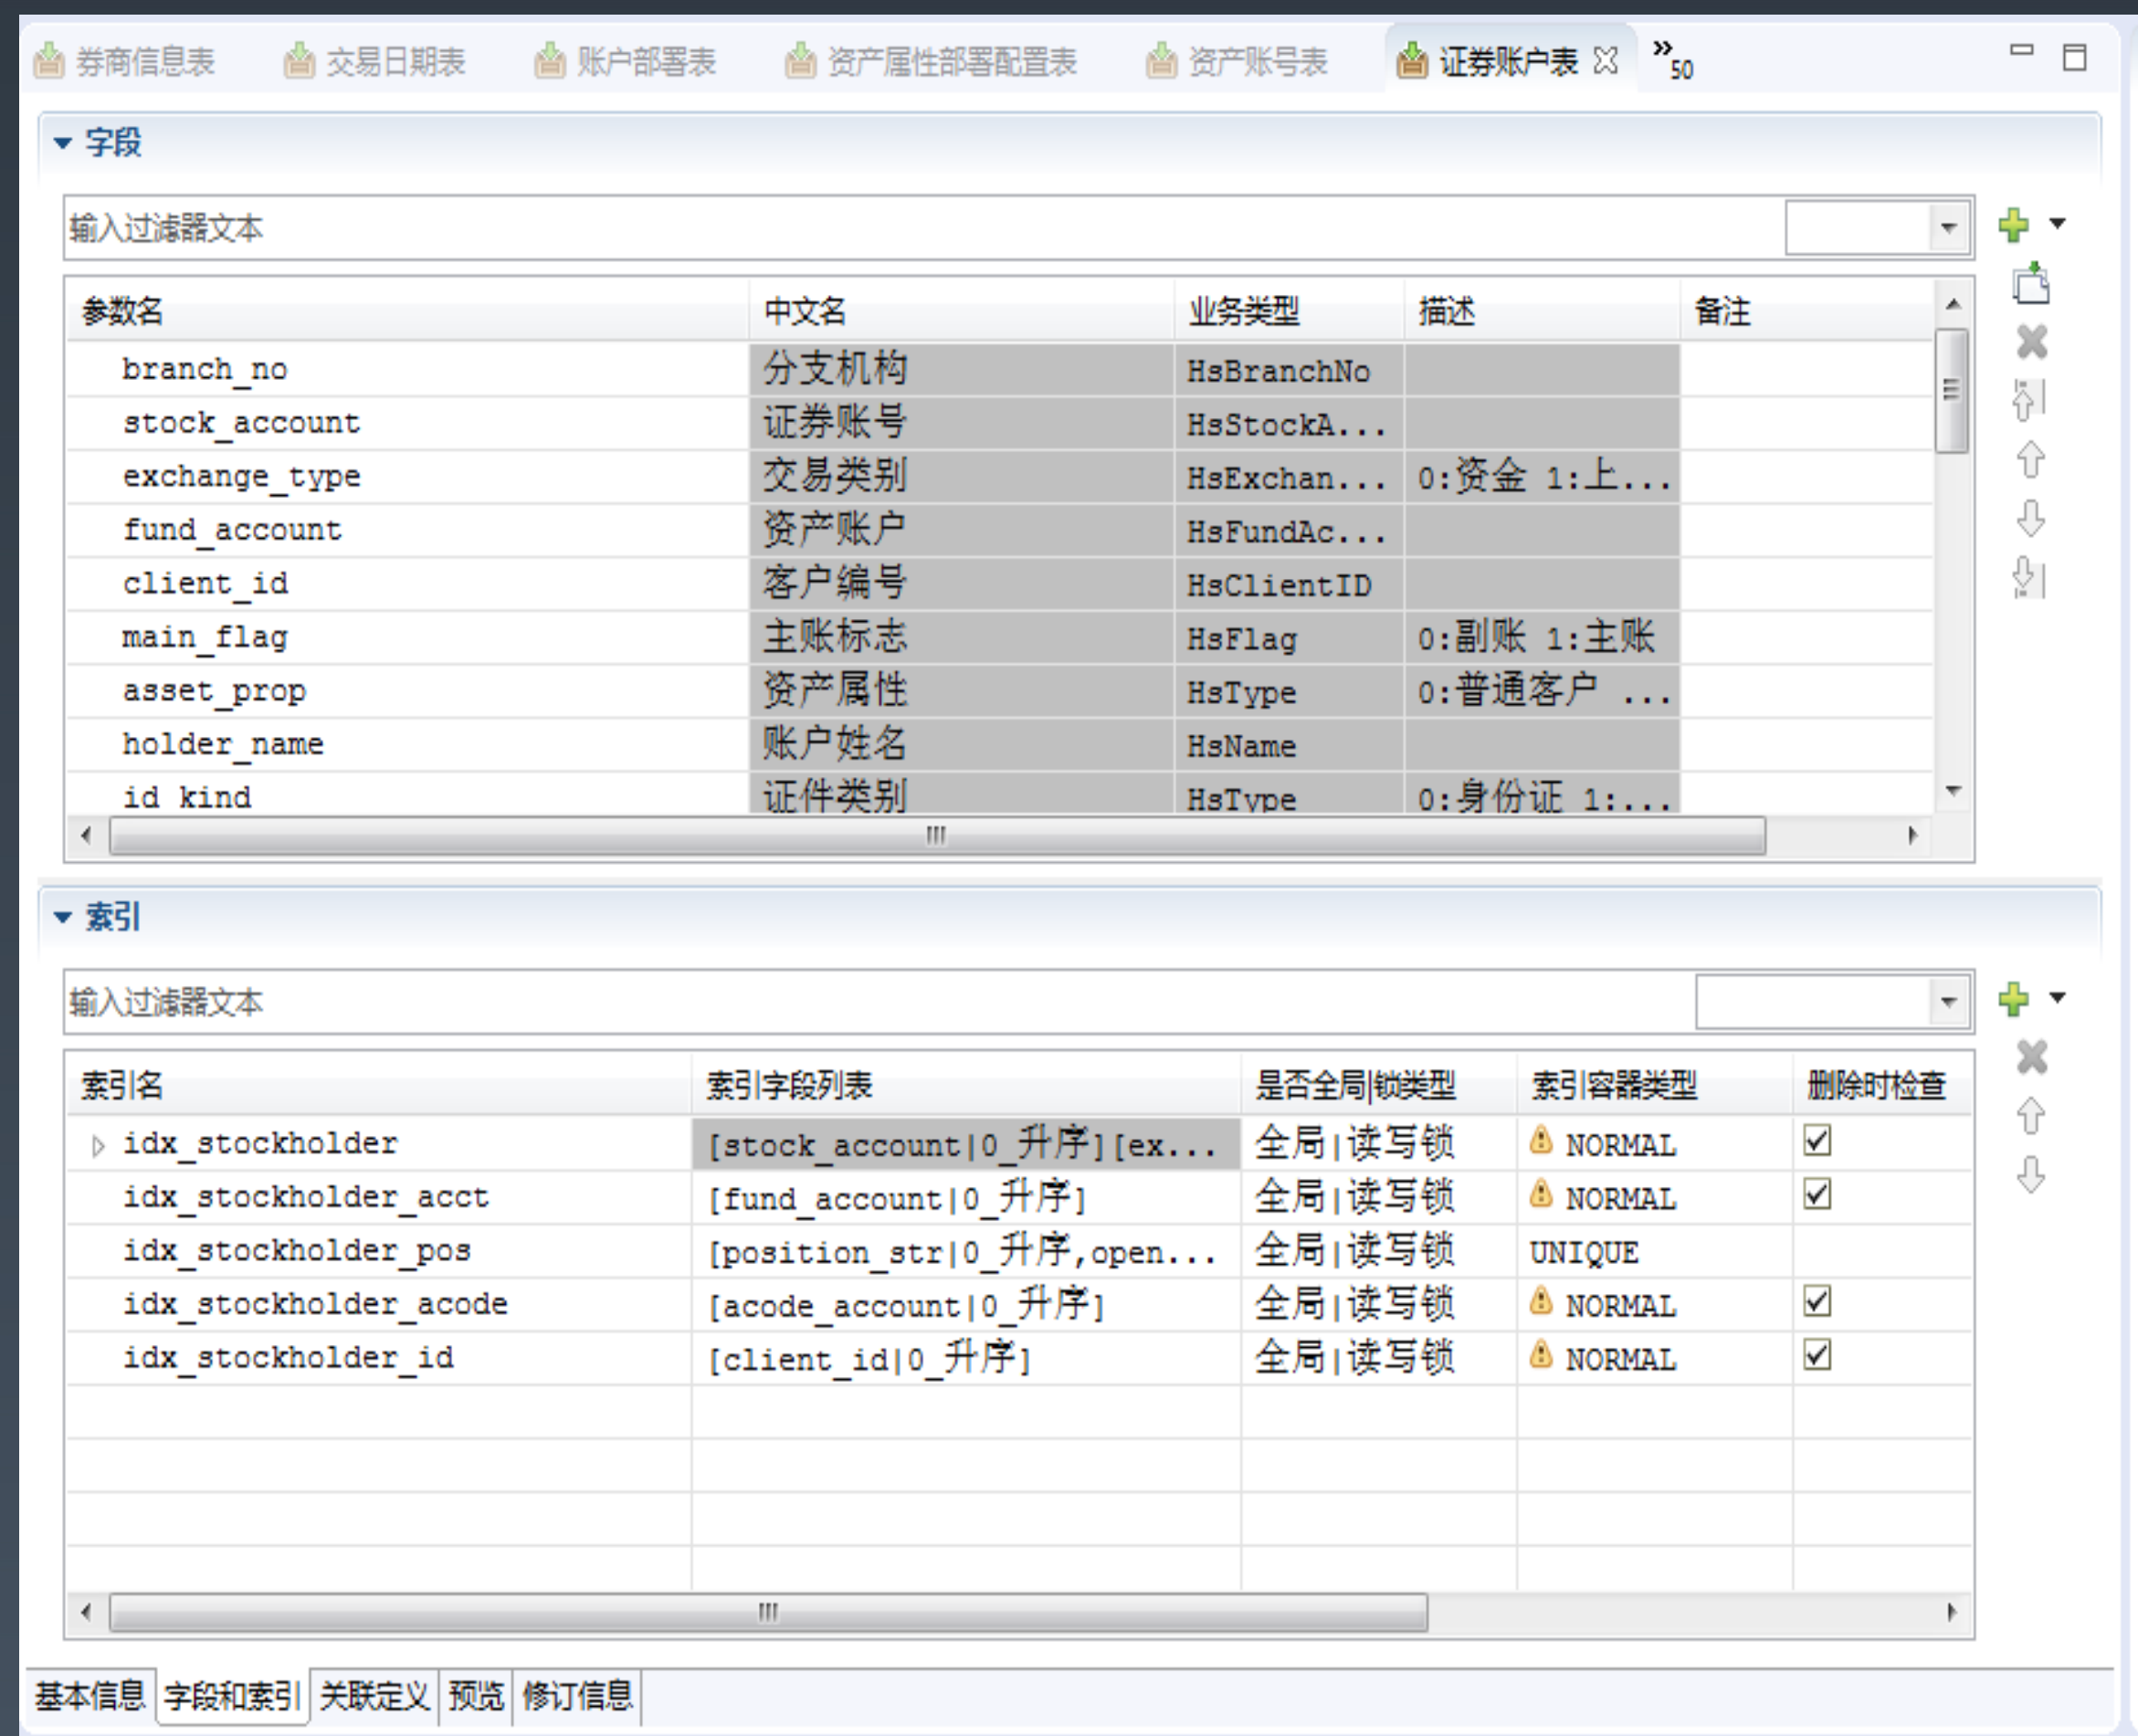 券商信息表 交易日期表 账户部署表 资产属性部署配置表 资产账号表 证券账户表 »50
字段
输入过滤器文本
参数名 中文名 业务类型 描述 备注
branch_no 分支机构 HsBranchNo
stock_account 证券账号 HsStockA...
exchange_type 交易类别 HsExchan... 0:资金 1:上...
fund_account 资产账户 HsFundAc...
client_id 客户编号 HsClientID
main_flag 主账标志 HsFlag 0:副账 1:主账
asset_prop 资产属性 HsType 0:普通客户 ...
holder_name 账户姓名 HsName
id_kind 证件类别 HsType 0:身份证 1:...
索引
输入过滤器文本
索引名 索引字段列表 是否全局|锁类型 索引容器类型 删除时检查
idx_stockholder [stock_account|0_升序][ex... 全局|读写锁 NORMAL
idx_stockholder_acct [fund_account|0_升序] 全局|读写锁 NORMAL
idx_stockholder_pos [position_str|0_升序,open... 全局|读写锁 UNIQUE
idx_stockholder_acode [acode_account|0_升序] 全局|读写锁 NORMAL
idx_stockholder_id [client_id|0_升序] 全局|读写锁 NORMAL
基本信息 字段和索引 关联定义 预览 修订信息